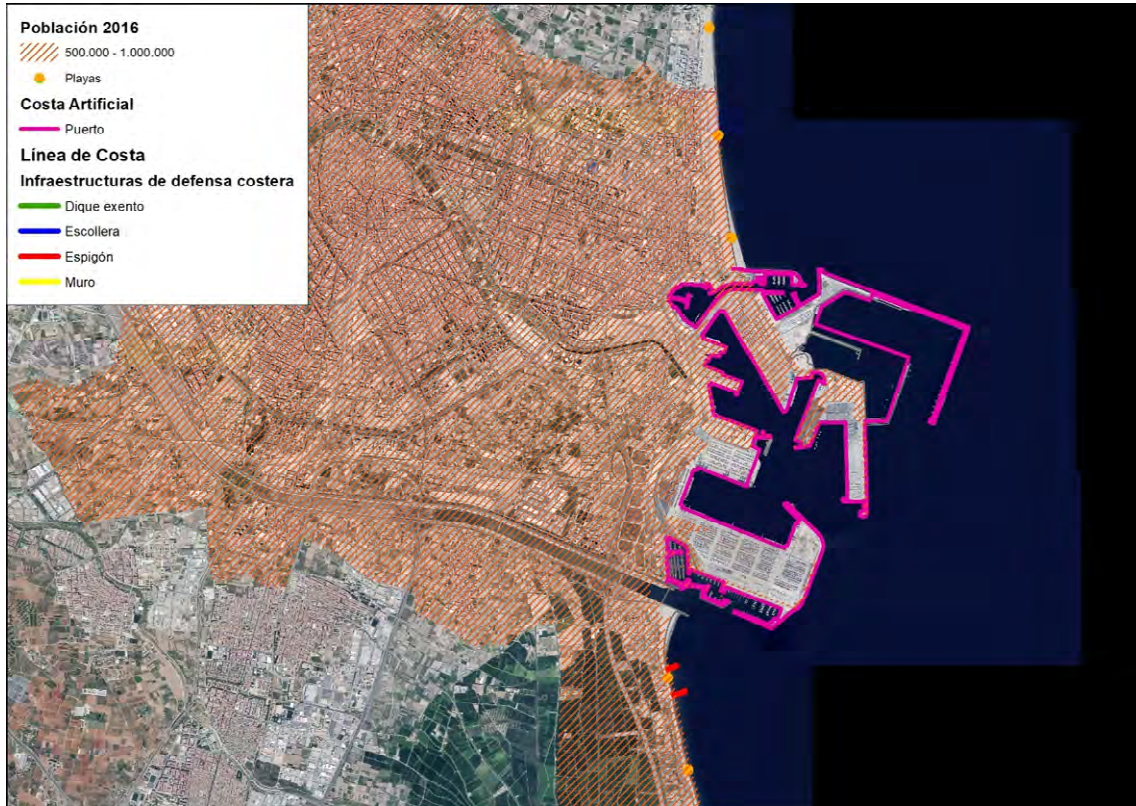 Población 2016
500.000 - 1.000.000
Playas
Costa Artificial
Puerto
Línea de Costa
Infraestructuras de defensa costera
Dique exento
Escollera
Espigón
Muro